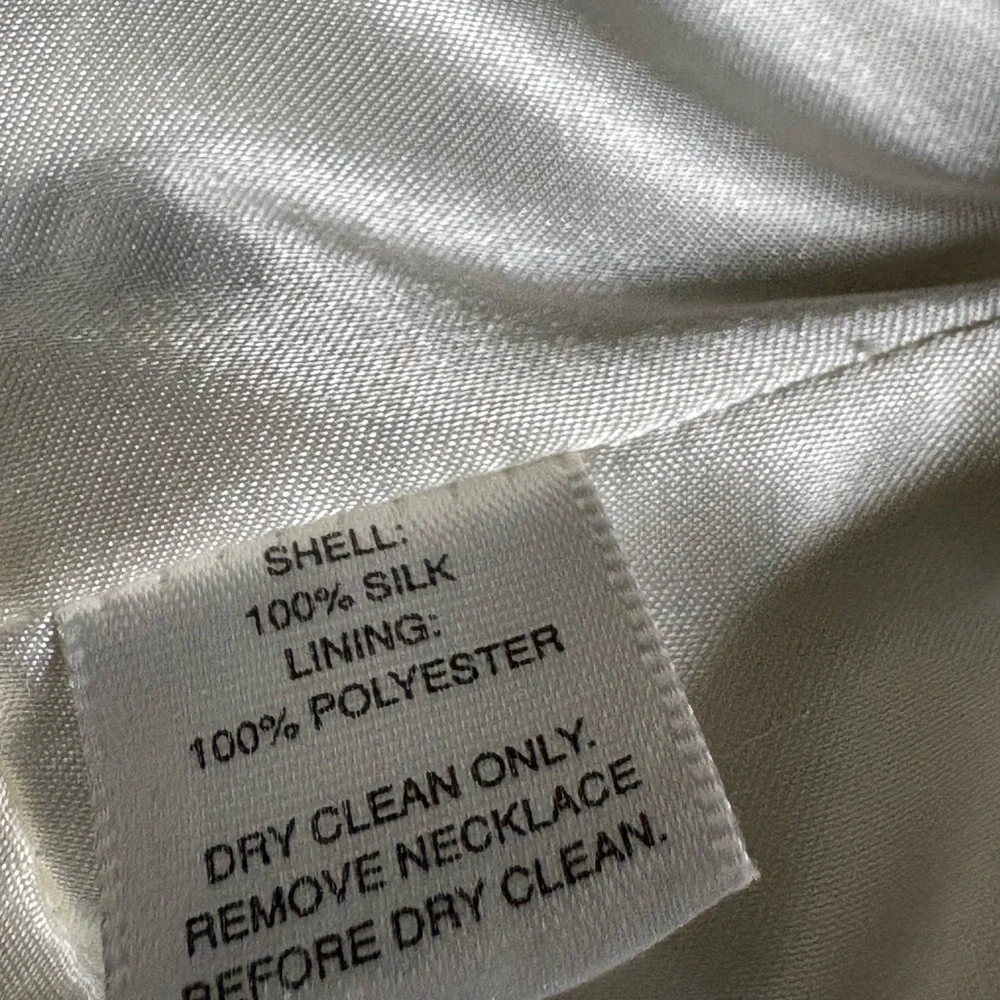 SHELL:
100% SILK
LINING:
100% POLYESTER
DRY CLEAN ONLY.
REMOVE NECKLACE
BEFORE DRY CLEAN.